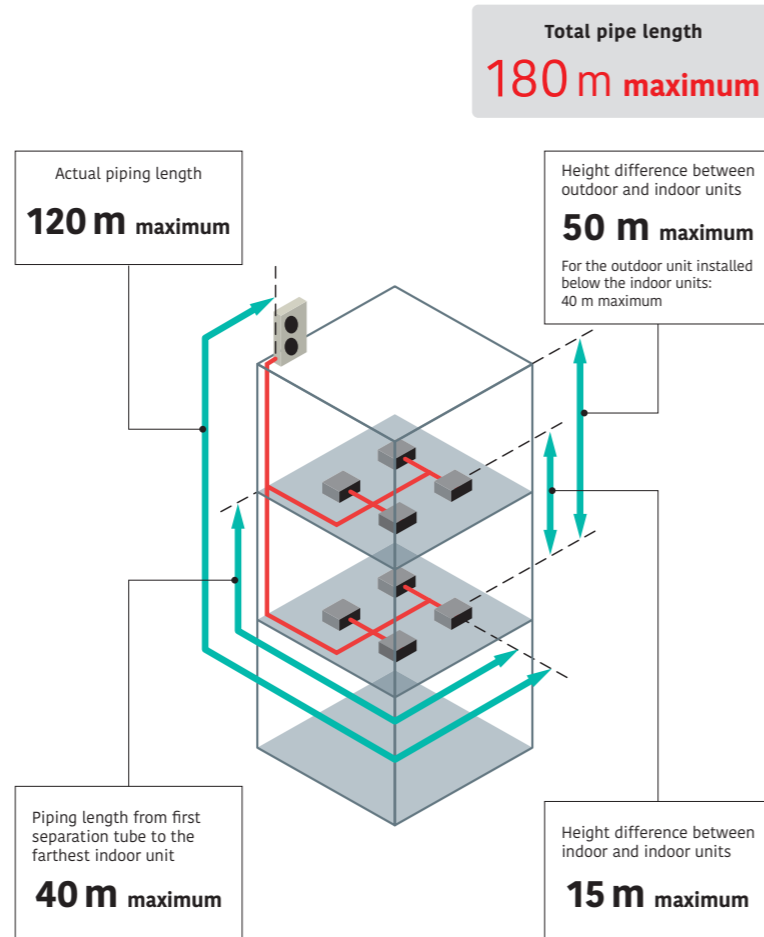 Total pipe length
180 m maximum
Actual piping length
120 m maximum
Height difference between
outdoor and indoor units
50 m maximum
For the outdoor unit installed
below the indoor units:
40 m maximum
Piping length from first
separation tube to the
farthest indoor unit
40 m maximum
Height difference between
indoor and indoor units
15 m maximum